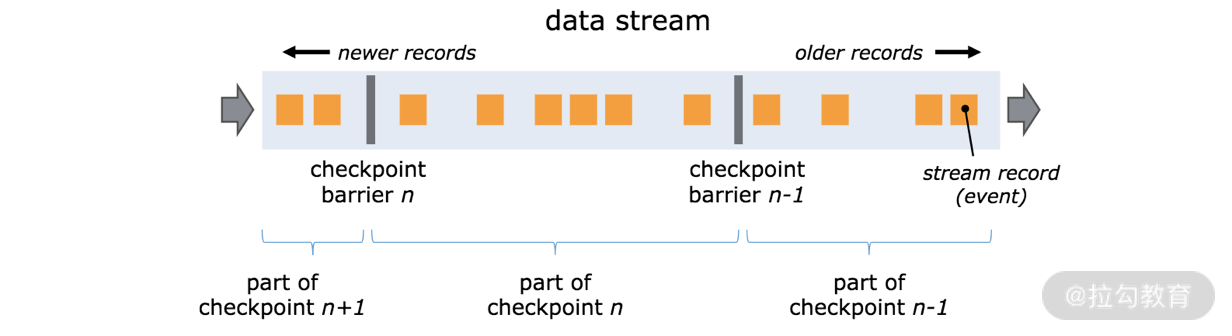 data stream
newer records
older records
checkpoint
barrier n
checkpoint
barrier n-1
stream record
(event)
part of
checkpoint n+1
part of
checkpoint n
part of
checkpoint n-1
@拉勾教育